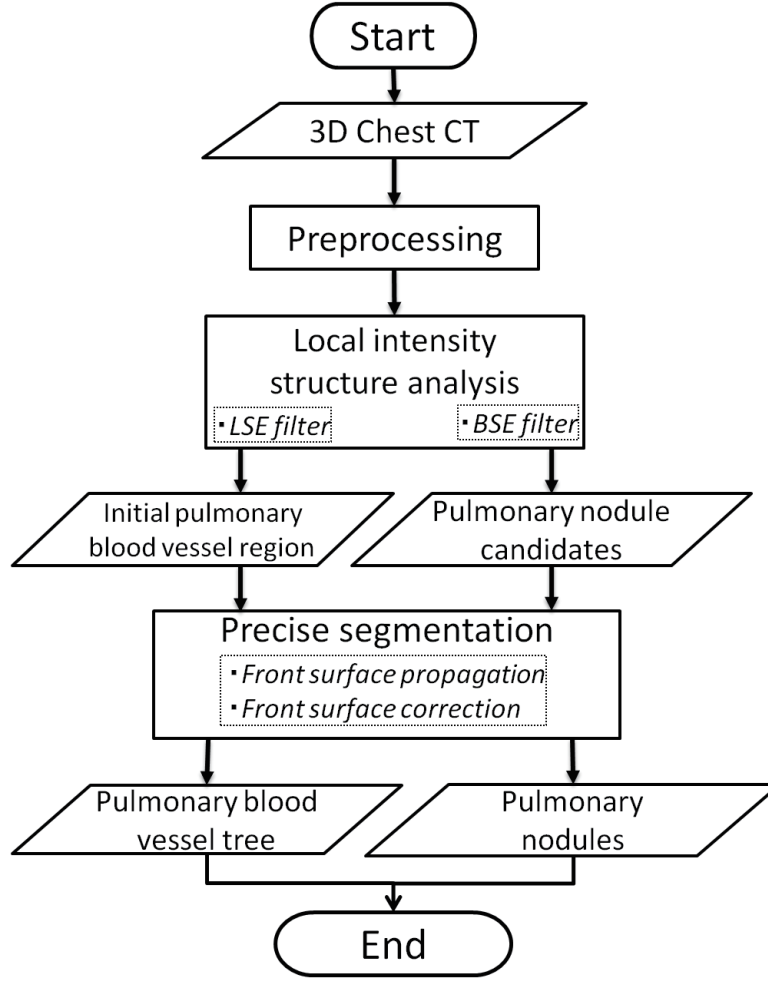 Start
3D Chest CT
Preprocessing
Local intensity
structure analysis
▪ LSE filter
▪ BSE filter
Initial pulmonary
blood vessel region
Pulmonary nodule
candidates
Precise segmentation
▪ Front surface propagation
▪ Front surface correction
Pulmonary blood
vessel tree
Pulmonary
nodules
End